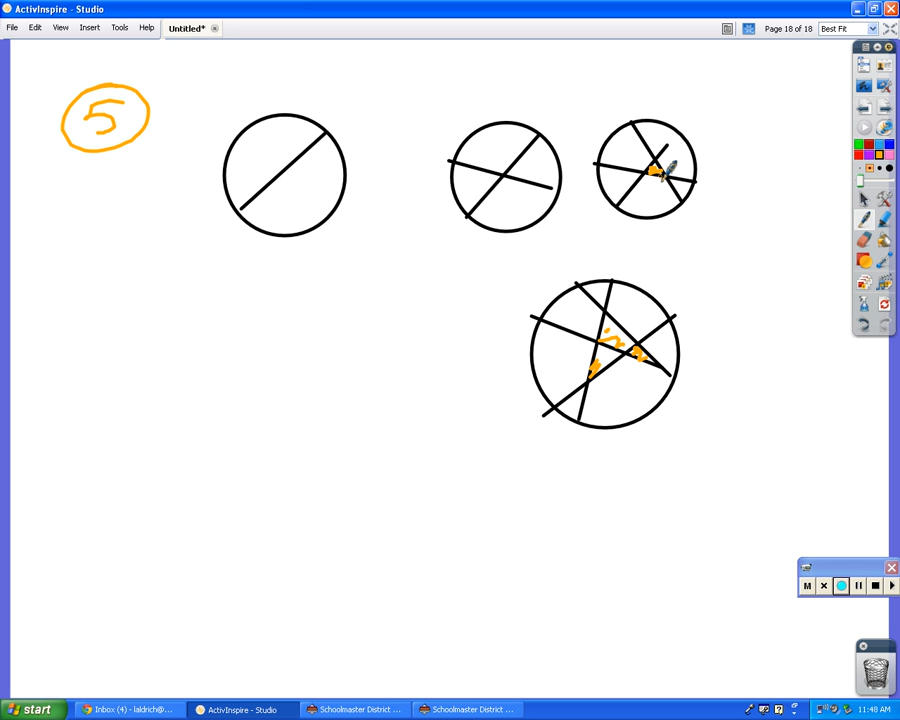 ActivInspire - Studio
File Edit View Insert Tools Help Untitled* Page 18 of 18 Best Fit
5
M
start Inbox (4) - laldrich@... ActivInspire - Studio Schoolmaster District ... Schoolmaster District ... 11:48 AM